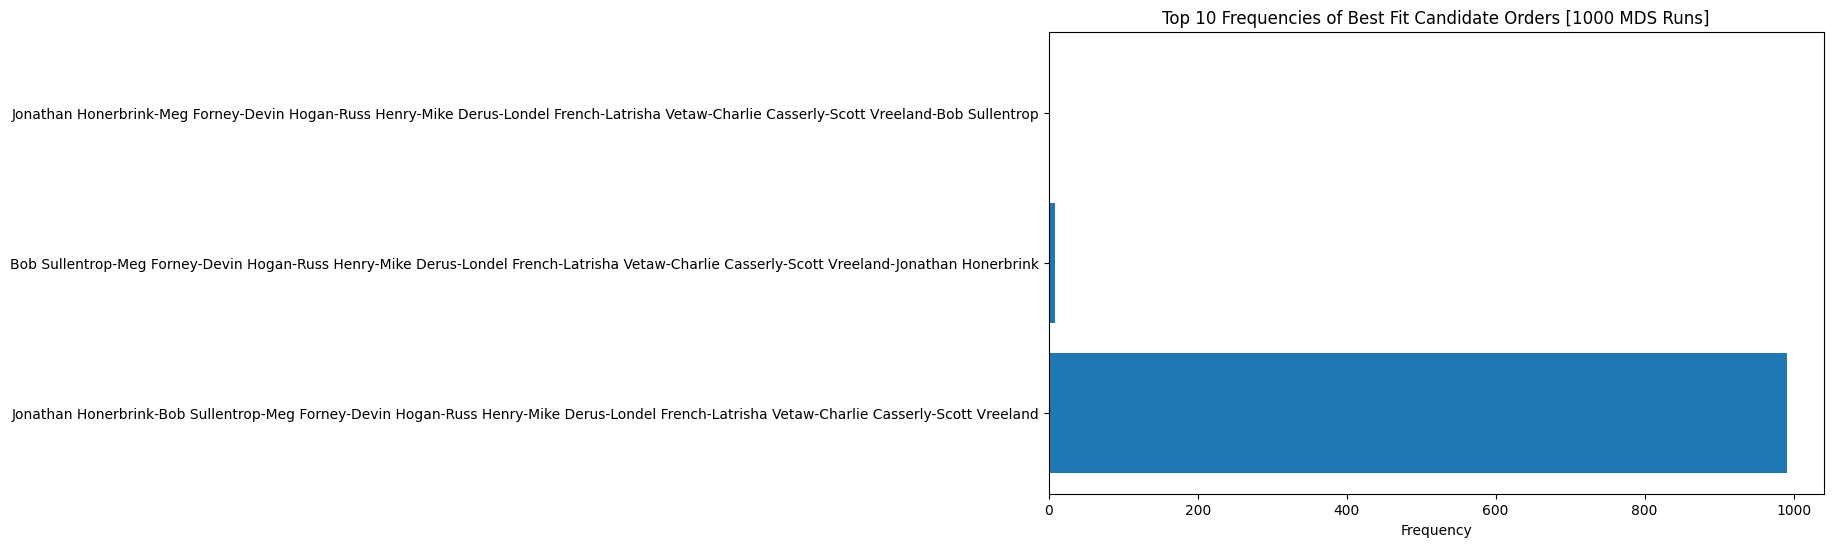 Top 10 Frequencies of Best Fit Candidate Orders [1000 MDS Runs]
Jonathan Honerbrink-Meg Forney-Devin Hogan-Russ Henry-Mike Derus-Londel French-Latrisha Vetaw-Charlie Casserly-Scott Vreeland-Bob Sullentrop
Bob Sullentrop-Meg Forney-Devin Hogan-Russ Henry-Mike Derus-Londel French-Latrisha Vetaw-Charlie Casserly-Scott Vreeland-Jonathan Honerbrink
Jonathan Honerbrink-Bob Sullentrop-Meg Forney-Devin Hogan-Russ Henry-Mike Derus-Londel French-Latrisha Vetaw-Charlie Casserly-Scott Vreeland
0 200 400 600 800 1000
Frequency